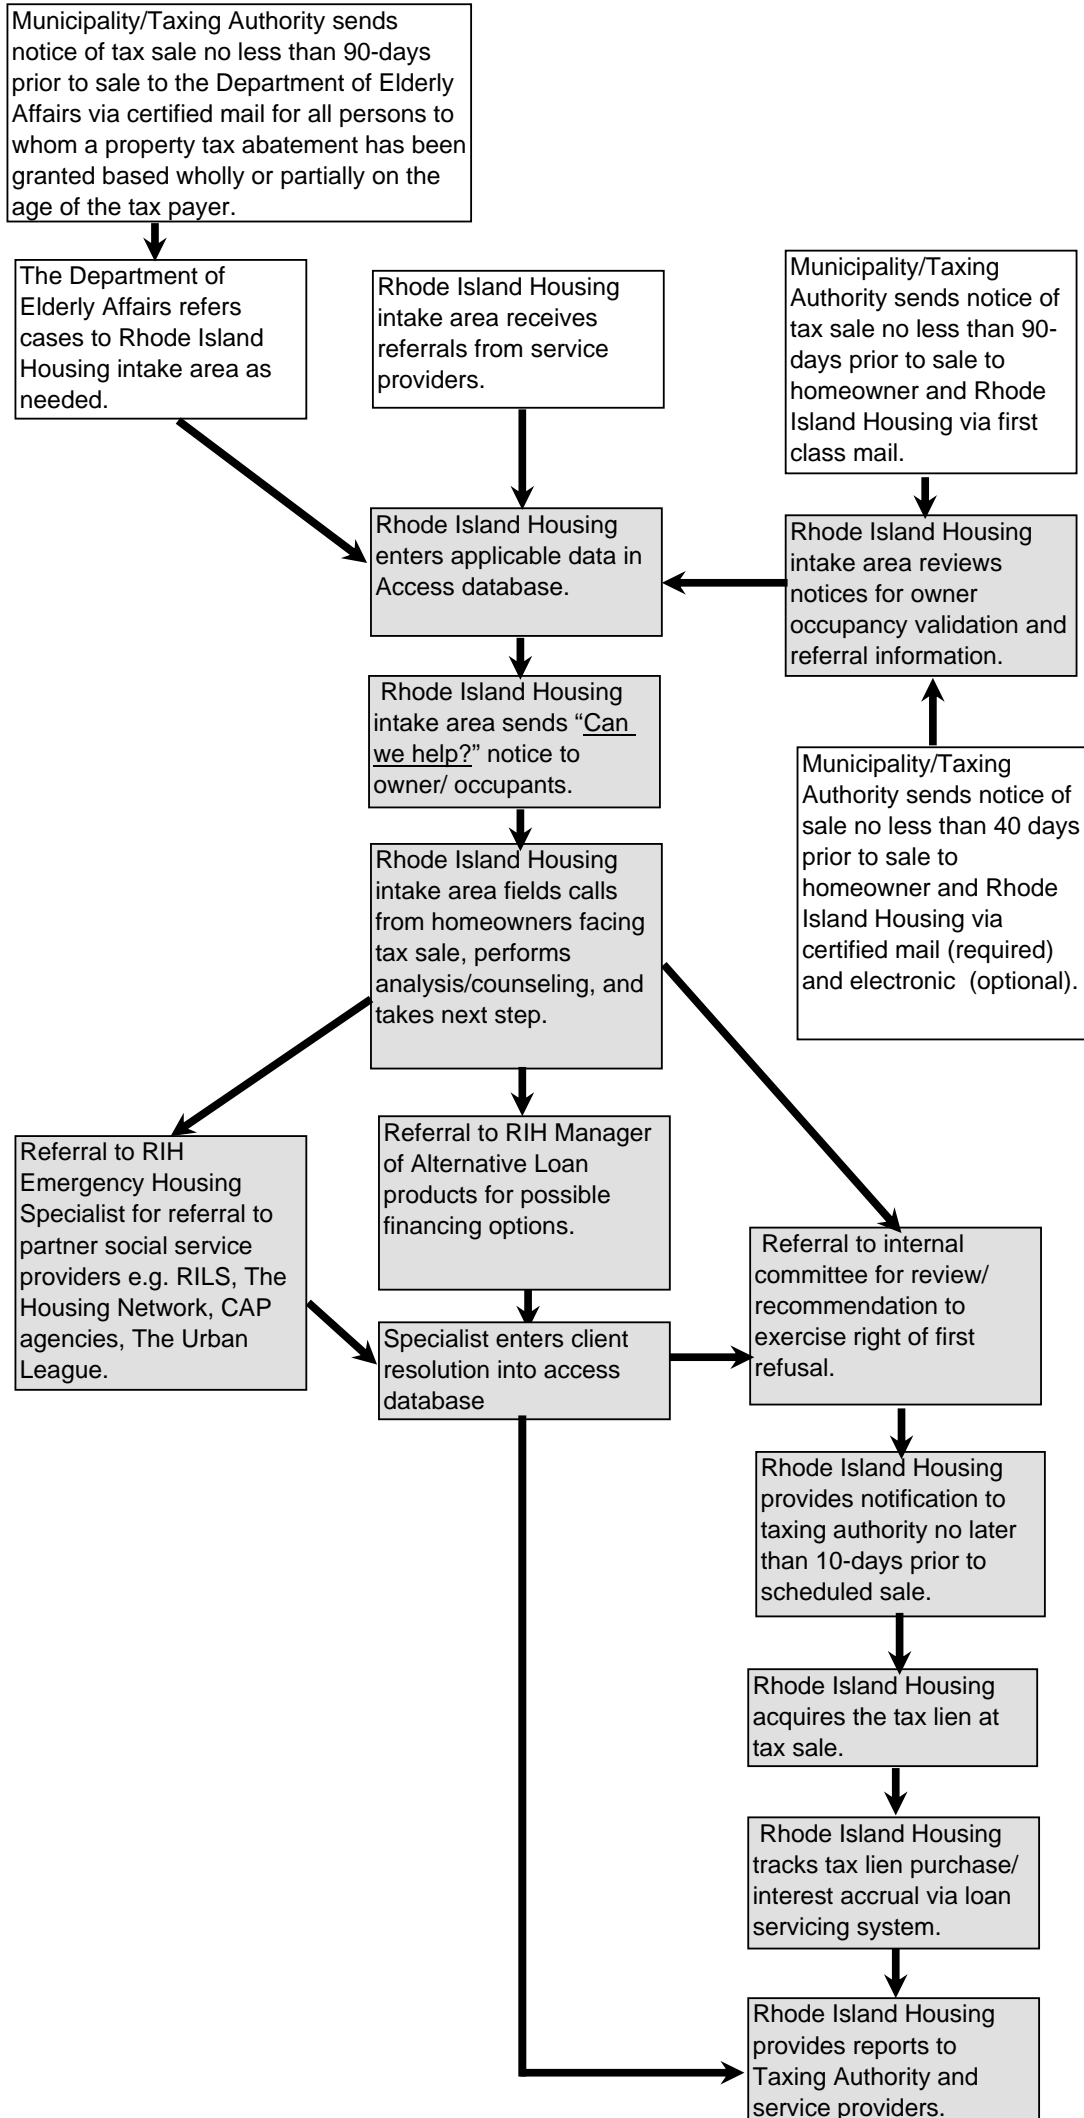 Municipality/Taxing Authority sends
notice of tax sale no less than 90-days
prior to sale to the Department of Elderly
Affairs via certified mail for all persons to
whom a property tax abatement has been
granted based wholly or partially on the
age of the tax payer.
The Department of
Elderly Affairs refers
cases to Rhode Island
Housing intake area as
needed.
Rhode Island Housing
intake area receives
referrals from service
providers.
Municipality/Taxing
Authority sends notice of
tax sale no less than 90-
days prior to sale to
homeowner and Rhode
Island Housing via first
class mail.
Rhode Island Housing
enters applicable data in
Access database.
Rhode Island Housing
intake area reviews
notices for owner
occupancy validation and
referral information.
Rhode Island Housing
intake area sends “Can
we help?” notice to
owner/ occupants.
Municipality/Taxing
Authority sends notice of
sale no less than 40 days
prior to sale to
homeowner and Rhode
Island Housing via
certified mail (required)
and electronic (optional).
Rhode Island Housing
intake area fields calls
from homeowners facing
tax sale, performs
analysis/counseling, and
takes next step.
Referral to RIH
Emergency Housing
Specialist for referral to
partner social service
providers e.g. RILS, The
Housing Network, CAP
agencies, The Urban
League.
Referral to RIH Manager
of Alternative Loan
products for possible
financing options.
Referral to internal
committee for review/
recommendation to
exercise right of first
refusal.
Specialist enters client
resolution into access
database
Rhode Island Housing
provides notification to
taxing authority no later
than 10-days prior to
scheduled sale.
Rhode Island Housing
acquires the tax lien at
tax sale.
Rhode Island Housing
tracks tax lien purchase/
interest accrual via loan
servicing system.
Rhode Island Housing
provides reports to
Taxing Authority and
service providers.